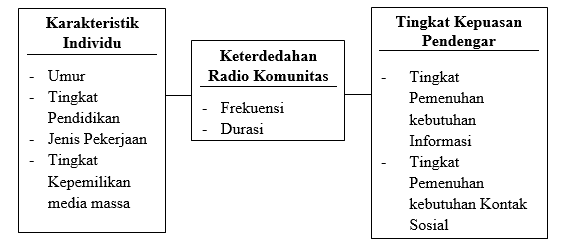 Karakteristik
Individu
- Umur
- Tingkat
Pendidikan
- Jenis Pekerjaan
- Tingkat
Kepemilikan
media massa
Keterdedahan
Radio Komunitas
- Frekuensi
- Durasi
Tingkat Kepuasan
Pendengar
- Tingkat
Pemenuhan
kebutuhan
Informasi
- Tingkat
Pemenuhan
kebutuhan Kontak
Sosial